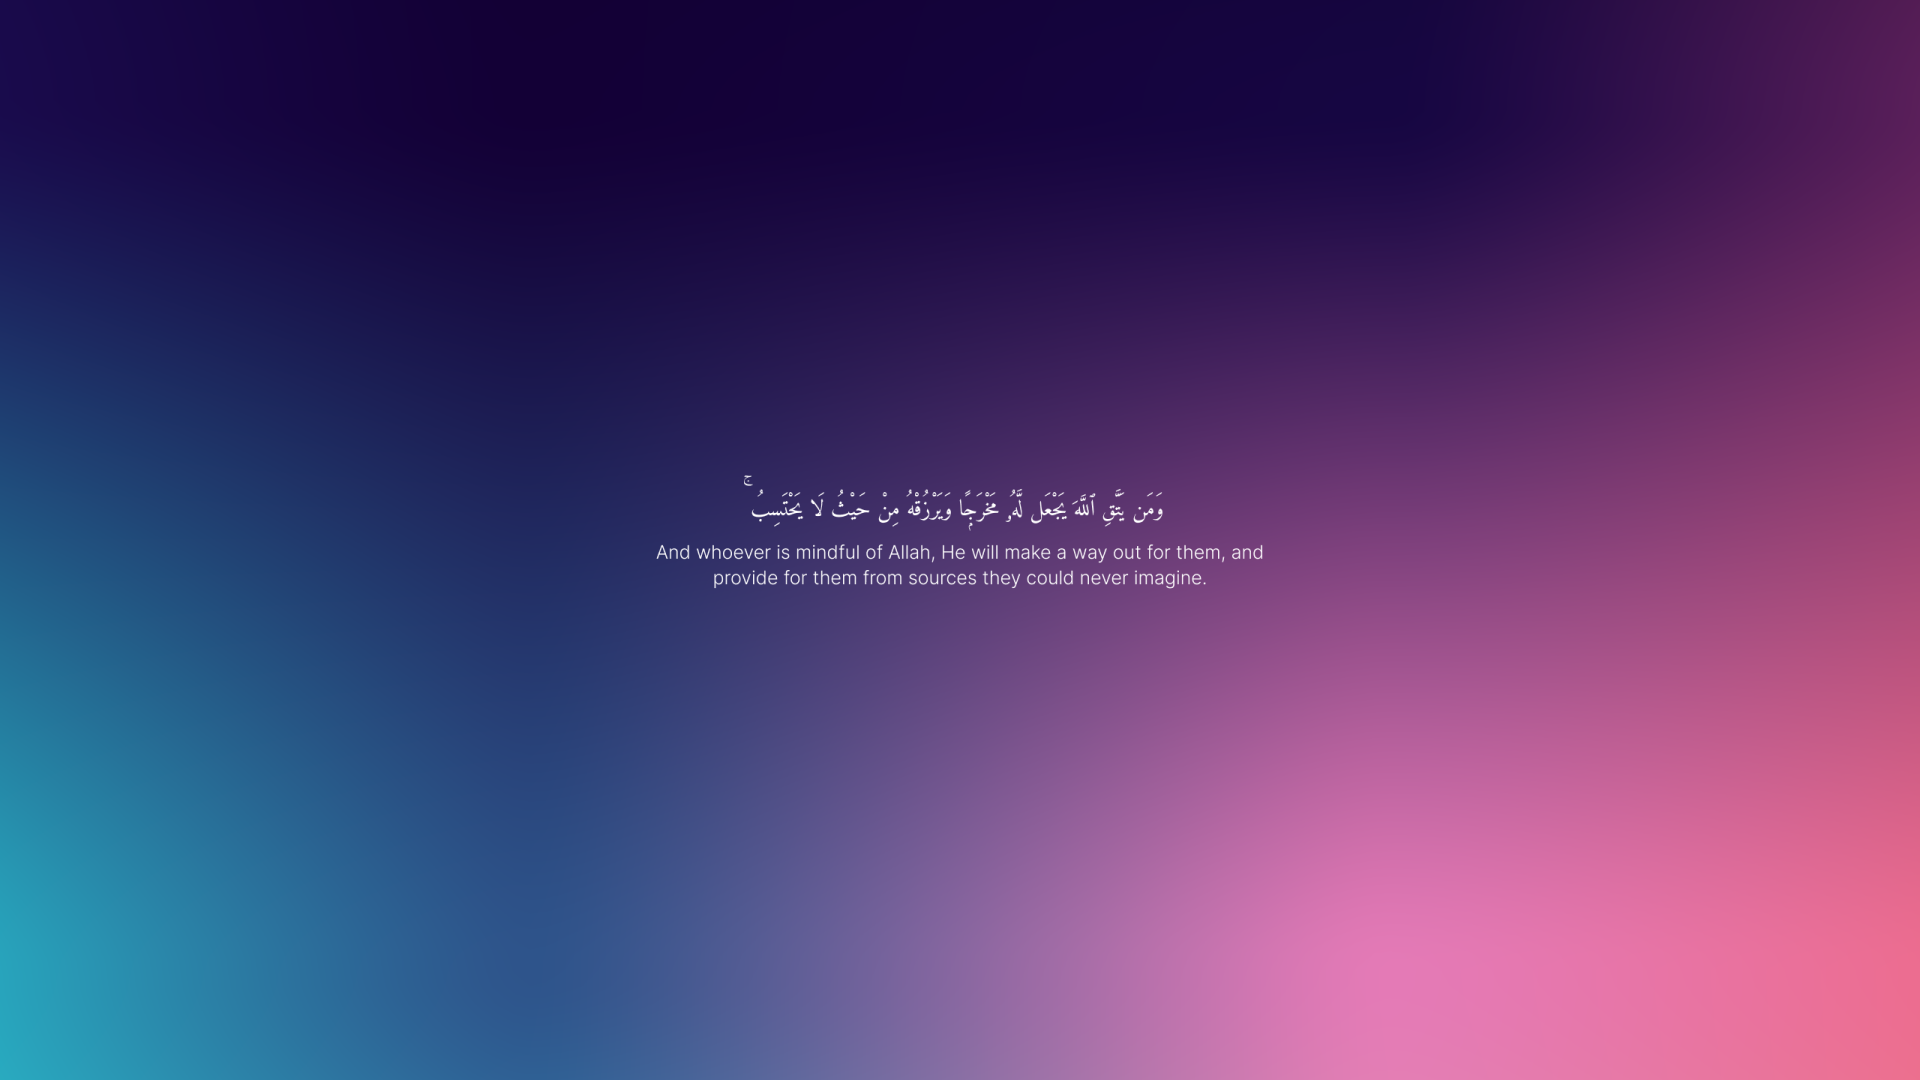 وَمَن يَتَّقِ ٱللَّهَ يَجْعَل لَّهُۥ مَخْرَجًۭا وَيَرْزُقْهُ مِنْ حَيْثُ لَا يَحْتَسِبُ ۚ
And whoever is mindful of Allah, He will make a way out for them, and
provide for them from sources they could never imagine.